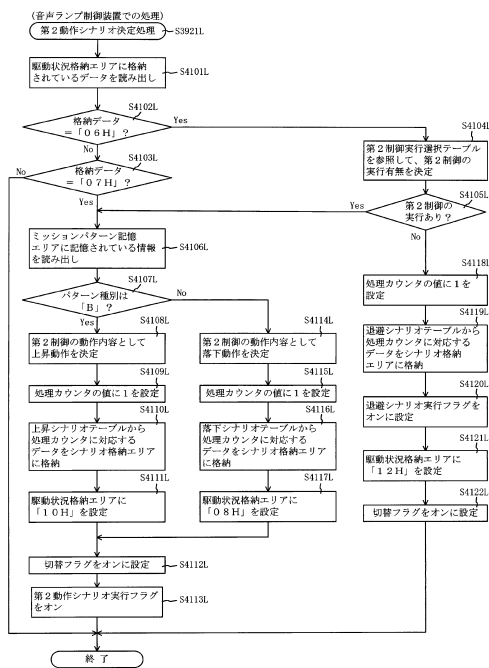 (音声ランプ制御装置での処理)
第2動作シナリオ決定処理
S3921L
駆動状況格納エリアに格納
されているデータを読み出し
S4101L
S4102L
格納データ
=「06H」?
Yes
No
S4103L
格納データ
=「07H」?
No
Yes
S4104L
第2制御実行選択テーブル
を参照して、第2制御の
実行有無を決定
S4105L
第2制御の
実行あり?
Yes
No
ミッションパターン記憶
エリアに記憶されている情報
を読み出し
S4106L
S4107L
パターン種別は
「B」?
No
Yes
S4108L
第2制御の動作内容として
上昇動作を決定
S4109L
処理カウンタの値に1を設定
S4110L
上昇シナリオテーブルから
処理カウンタに対応する
データをシナリオ格納エリア
に格納
S4111L
駆動状況格納エリアに
「10H」を設定
S4114L
第2制御の動作内容として
落下動作を決定
S4115L
処理カウンタの値に1を設定
S4116L
落下シナリオテーブルから
処理カウンタに対応する
データをシナリオ格納エリア
に格納
S4117L
駆動状況格納エリアに
「08H」を設定
S4118L
処理カウンタの値に1を
設定
S4119L
退避シナリオテーブルから
処理カウンタに対応する
データをシナリオ格納
エリアに格納
S4120L
退避シナリオ実行フラグを
オンに設定
S4121L
駆動状況格納エリアに
「12H」を設定
S4122L
切替フラグをオンに設定
切替フラグをオンに設定
S4112L
第2動作シナリオ実行フラグ
をオン
S4113L
終了